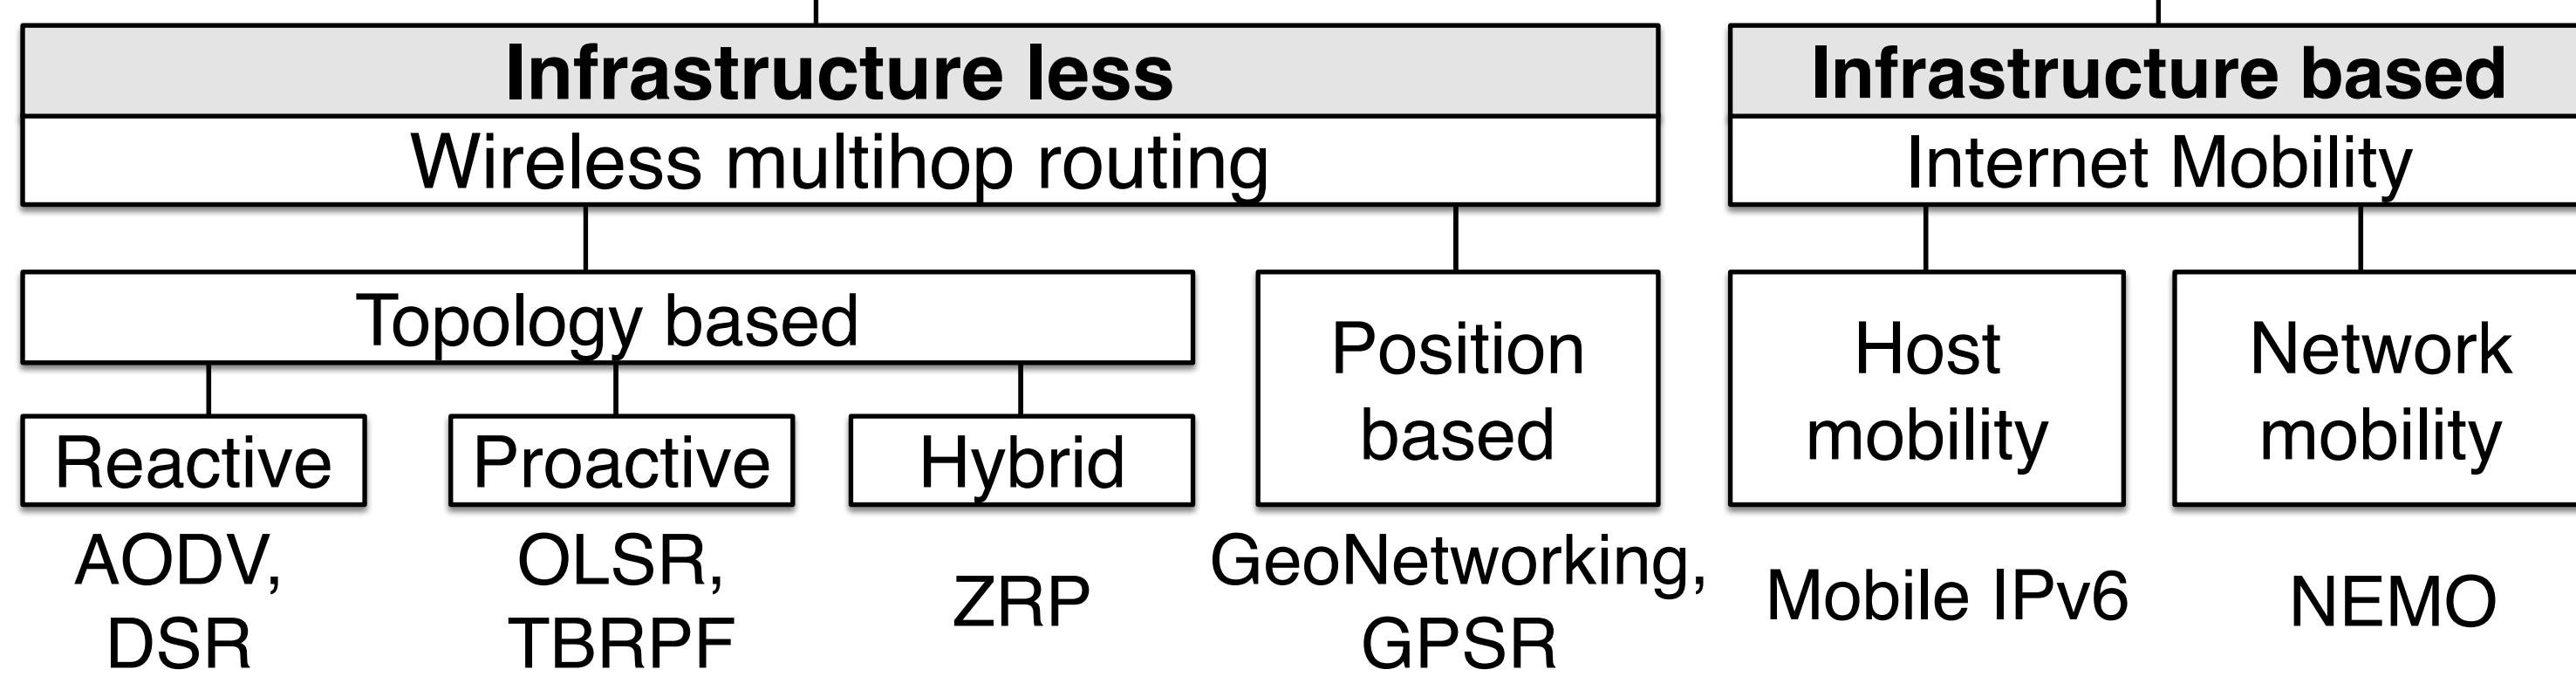 Infrastructure less
Infrastructure based
Wireless multihop routing
Internet Mobility
Topology based
Position
based
Host
mobility
Network
mobility
Reactive
Proactive
Hybrid
AODV,
DSR
OLSR,
TBRPF
ZRP
GeoNetworking,
GPSR
Mobile IPv6
NEMO